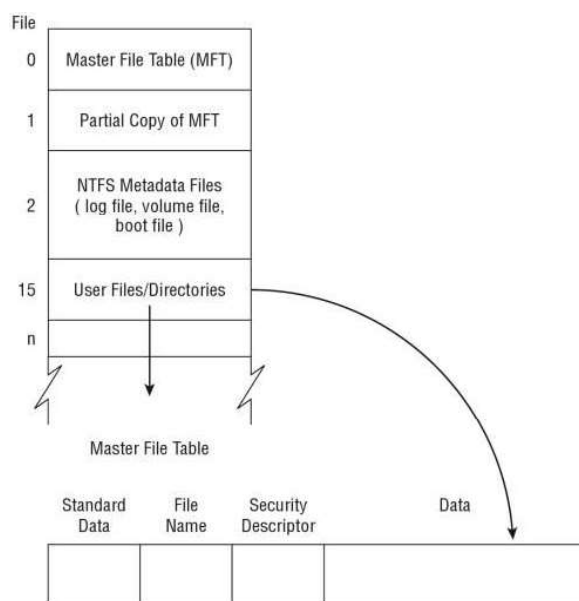 File
0
Master File Table (MFT)
1
Partial Copy of MFT
2
NTFS Metadata Files
( log file, volume file,
boot file )
15
User Files/Directories
n
Master File Table
Standard
Data
File
Name
Security
Descriptor
Data